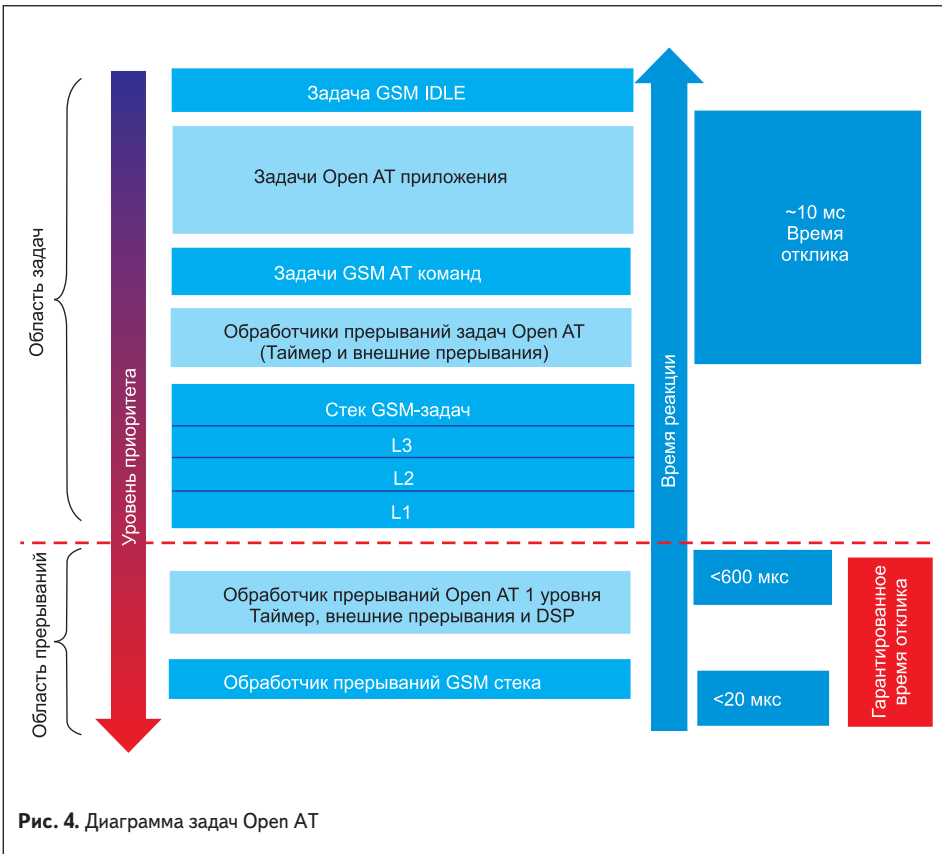 Задача GSM IDLE
Задачи Open AT приложения
Задачи GSM AT команд
Обработчики прерываний задач Open AT
(Таймер и внешние прерывания)
Стек GSM-задач
L3
L2
L1
Обработчик прерываний Open AT 1 уровня
Таймер, внешние прерывания и DSP
Обработчик прерываний GSM стека
Область задач
Область прерываний
Уровень приоритета
Время реакции
~10 мс
Время
отклика
<600 мкс
<20 мкс
Гарантированное
время отклика
Рис. 4. Диаграмма задач Open AT